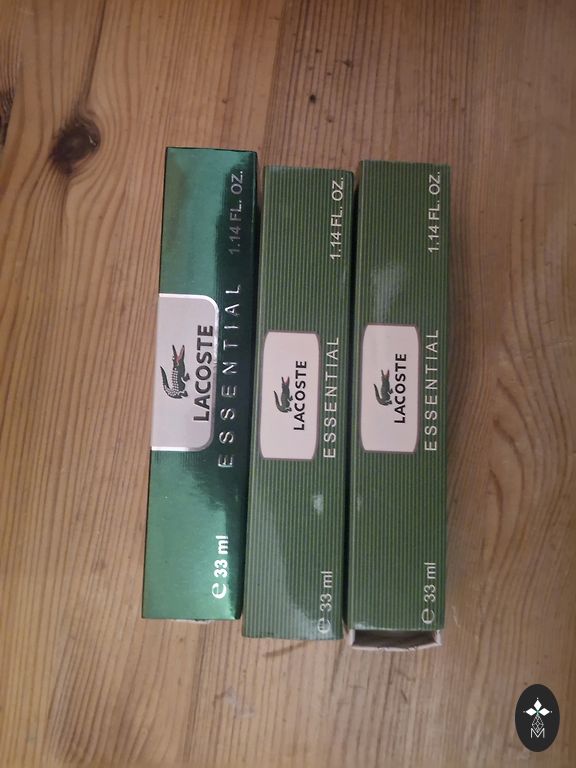 LACOSTE
ESSENTIAL
1.14 FL. OZ.
e 33 ml
LACOSTE
ESSENTIAL
1.14 FL. OZ.
e 33 ml
LACOSTE
ESSENTIAL
1.14 FL. OZ.
e 33 ml
M